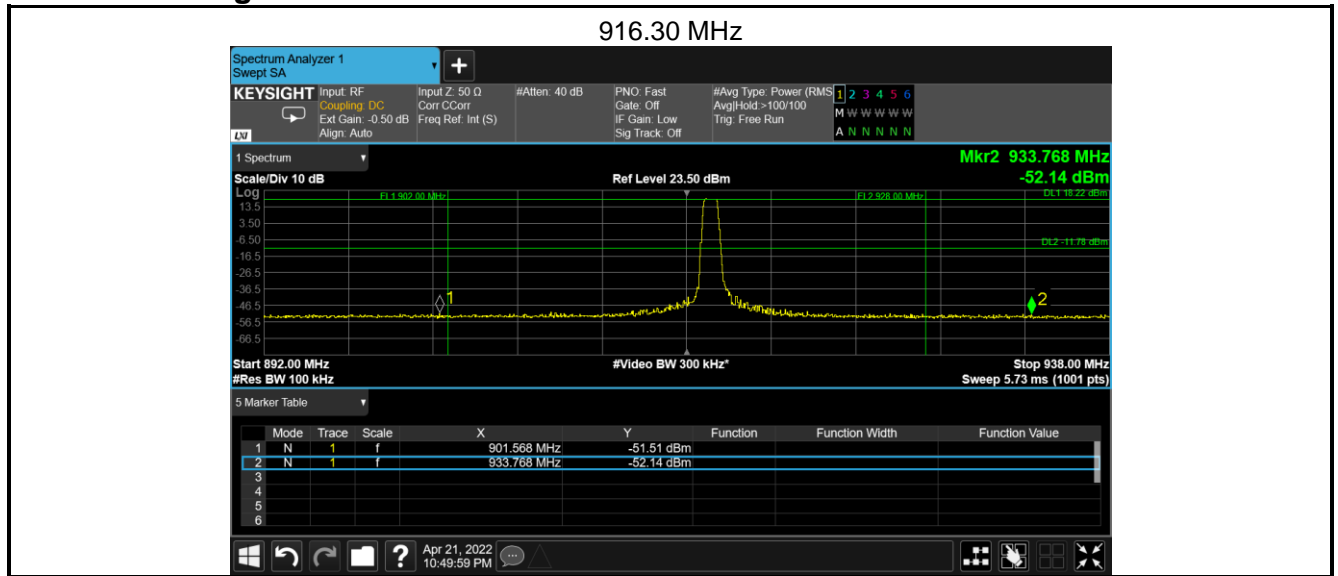 916.30 MHz
Spectrum Analyzer 1
Swept SA
+
KEYSIGHT Input: RF Input Z: 50 Ω #Atten: 40 dB PNO: Fast #Avg Type: Power (RMS 1 2 3 4 5 6
Coupling: DC Corr CCorr Gate: Off Avg|Hold:>100/100 M W W W W W
Ext Gain: -0.50 dB Freq Ref: Int (S) IF Gain: Low Trig: Free Run
LXI Align: Auto Sig Track: Off A N N N N N
1 Spectrum Mkr2 933.768 MHz
Scale/Div 10 dB Ref Level 23.50 dBm -52.14 dBm
Log FL1 902.00 MHz FL2 928.00 MHz DL1 18.22 dBm
13.5
3.50
-6.50 DL2 -11.78 dBm
-16.5
-26.5
-36.5
1 2
-46.5
-56.5
-66.5
Start 892.00 MHz #Video BW 300 kHz* Stop 938.00 MHz
#Res BW 100 kHz Sweep 5.73 ms (1001 pts)
5 Marker Table
Mode Trace Scale X Y Function Function Width Function Value
1 N 1 f 901.568 MHz -51.51 dBm
2 N 1 f 933.768 MHz -52.14 dBm
3
4
5
6
? Apr 21, 2022
10:49:59 PM